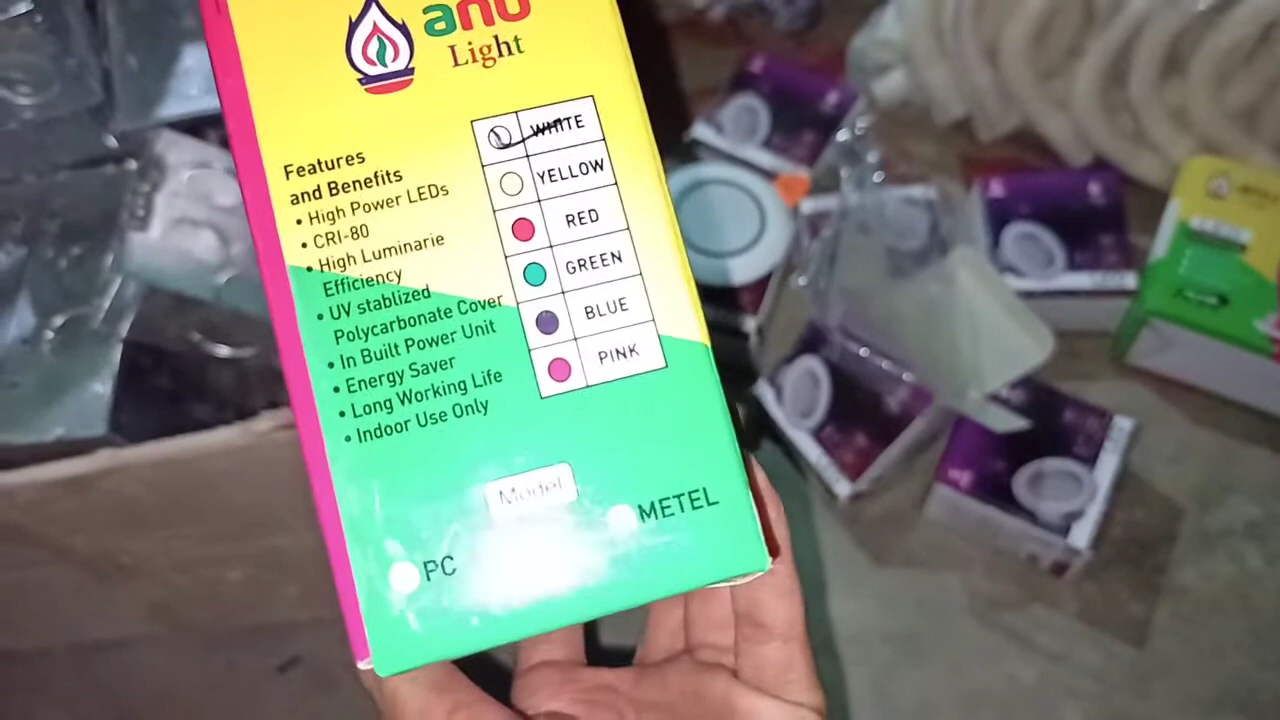 anu
Light
Features
and Benefits
• High Power LEDs
• CRI-80
• High Luminarie
Efficiency
• UV stablized
Polycarbonate Cover
• In Built Power Unit
• Energy Saver
• Long Working Life
• Indoor Use Only
WHITE
YELLOW
RED
GREEN
BLUE
PINK
Model
METEL
PC